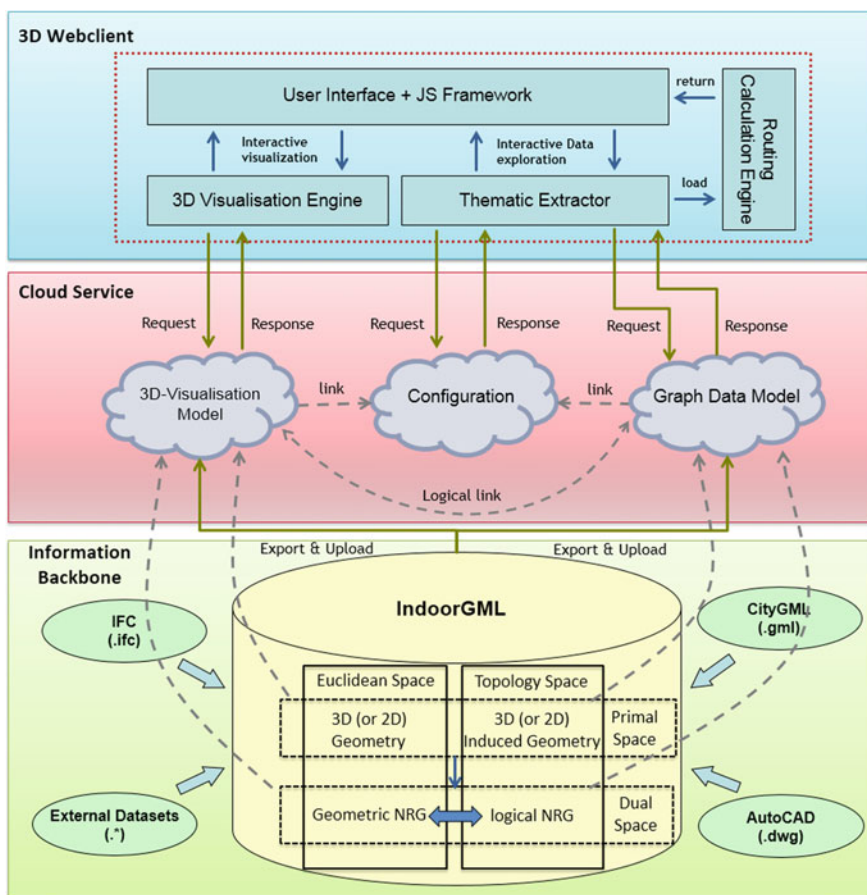 3D Webclient
User Interface + JS Framework
return
Routing
Calculation Engine
Interactive
visualization
Interactive Data
exploration
load
3D Visualisation Engine
Thematic Extractor
Cloud Service
Request
Response
Request
Response
Request
Response
3D-Visualisation
Model
link
Configuration
link
Graph Data Model
Logical link
Information
Backbone
Export & Upload
Export & Upload
IFC
(.ifc)
IndoorGML
CityGML
(.gml)
Euclidean Space
Topology Space
3D (or 2D)
Geometry
3D (or 2D)
Induced Geometry
Primal
Space
External Datasets
(.*)
Geometric NRG
logical NRG
Dual
Space
AutoCAD
(.dwg)